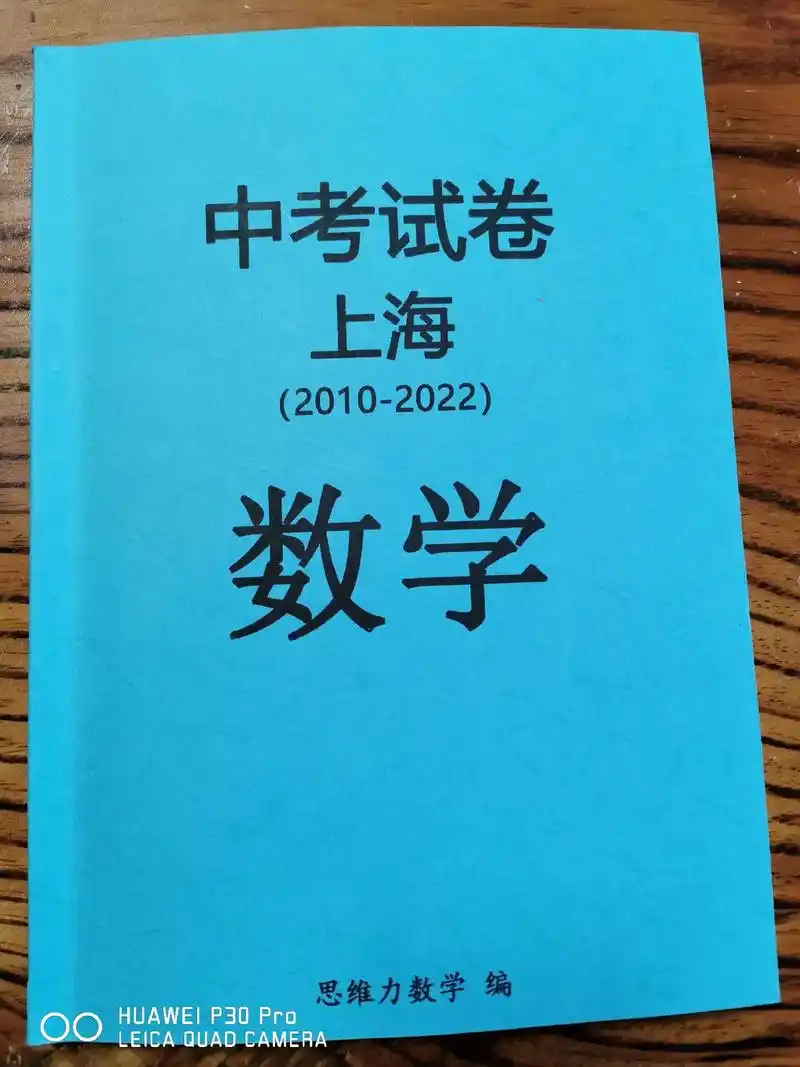 中考试卷
上海
(2010-2022)
数学
思维力数学 编
HUAWEI P30 Pro
LEICA QUAD CAMERA